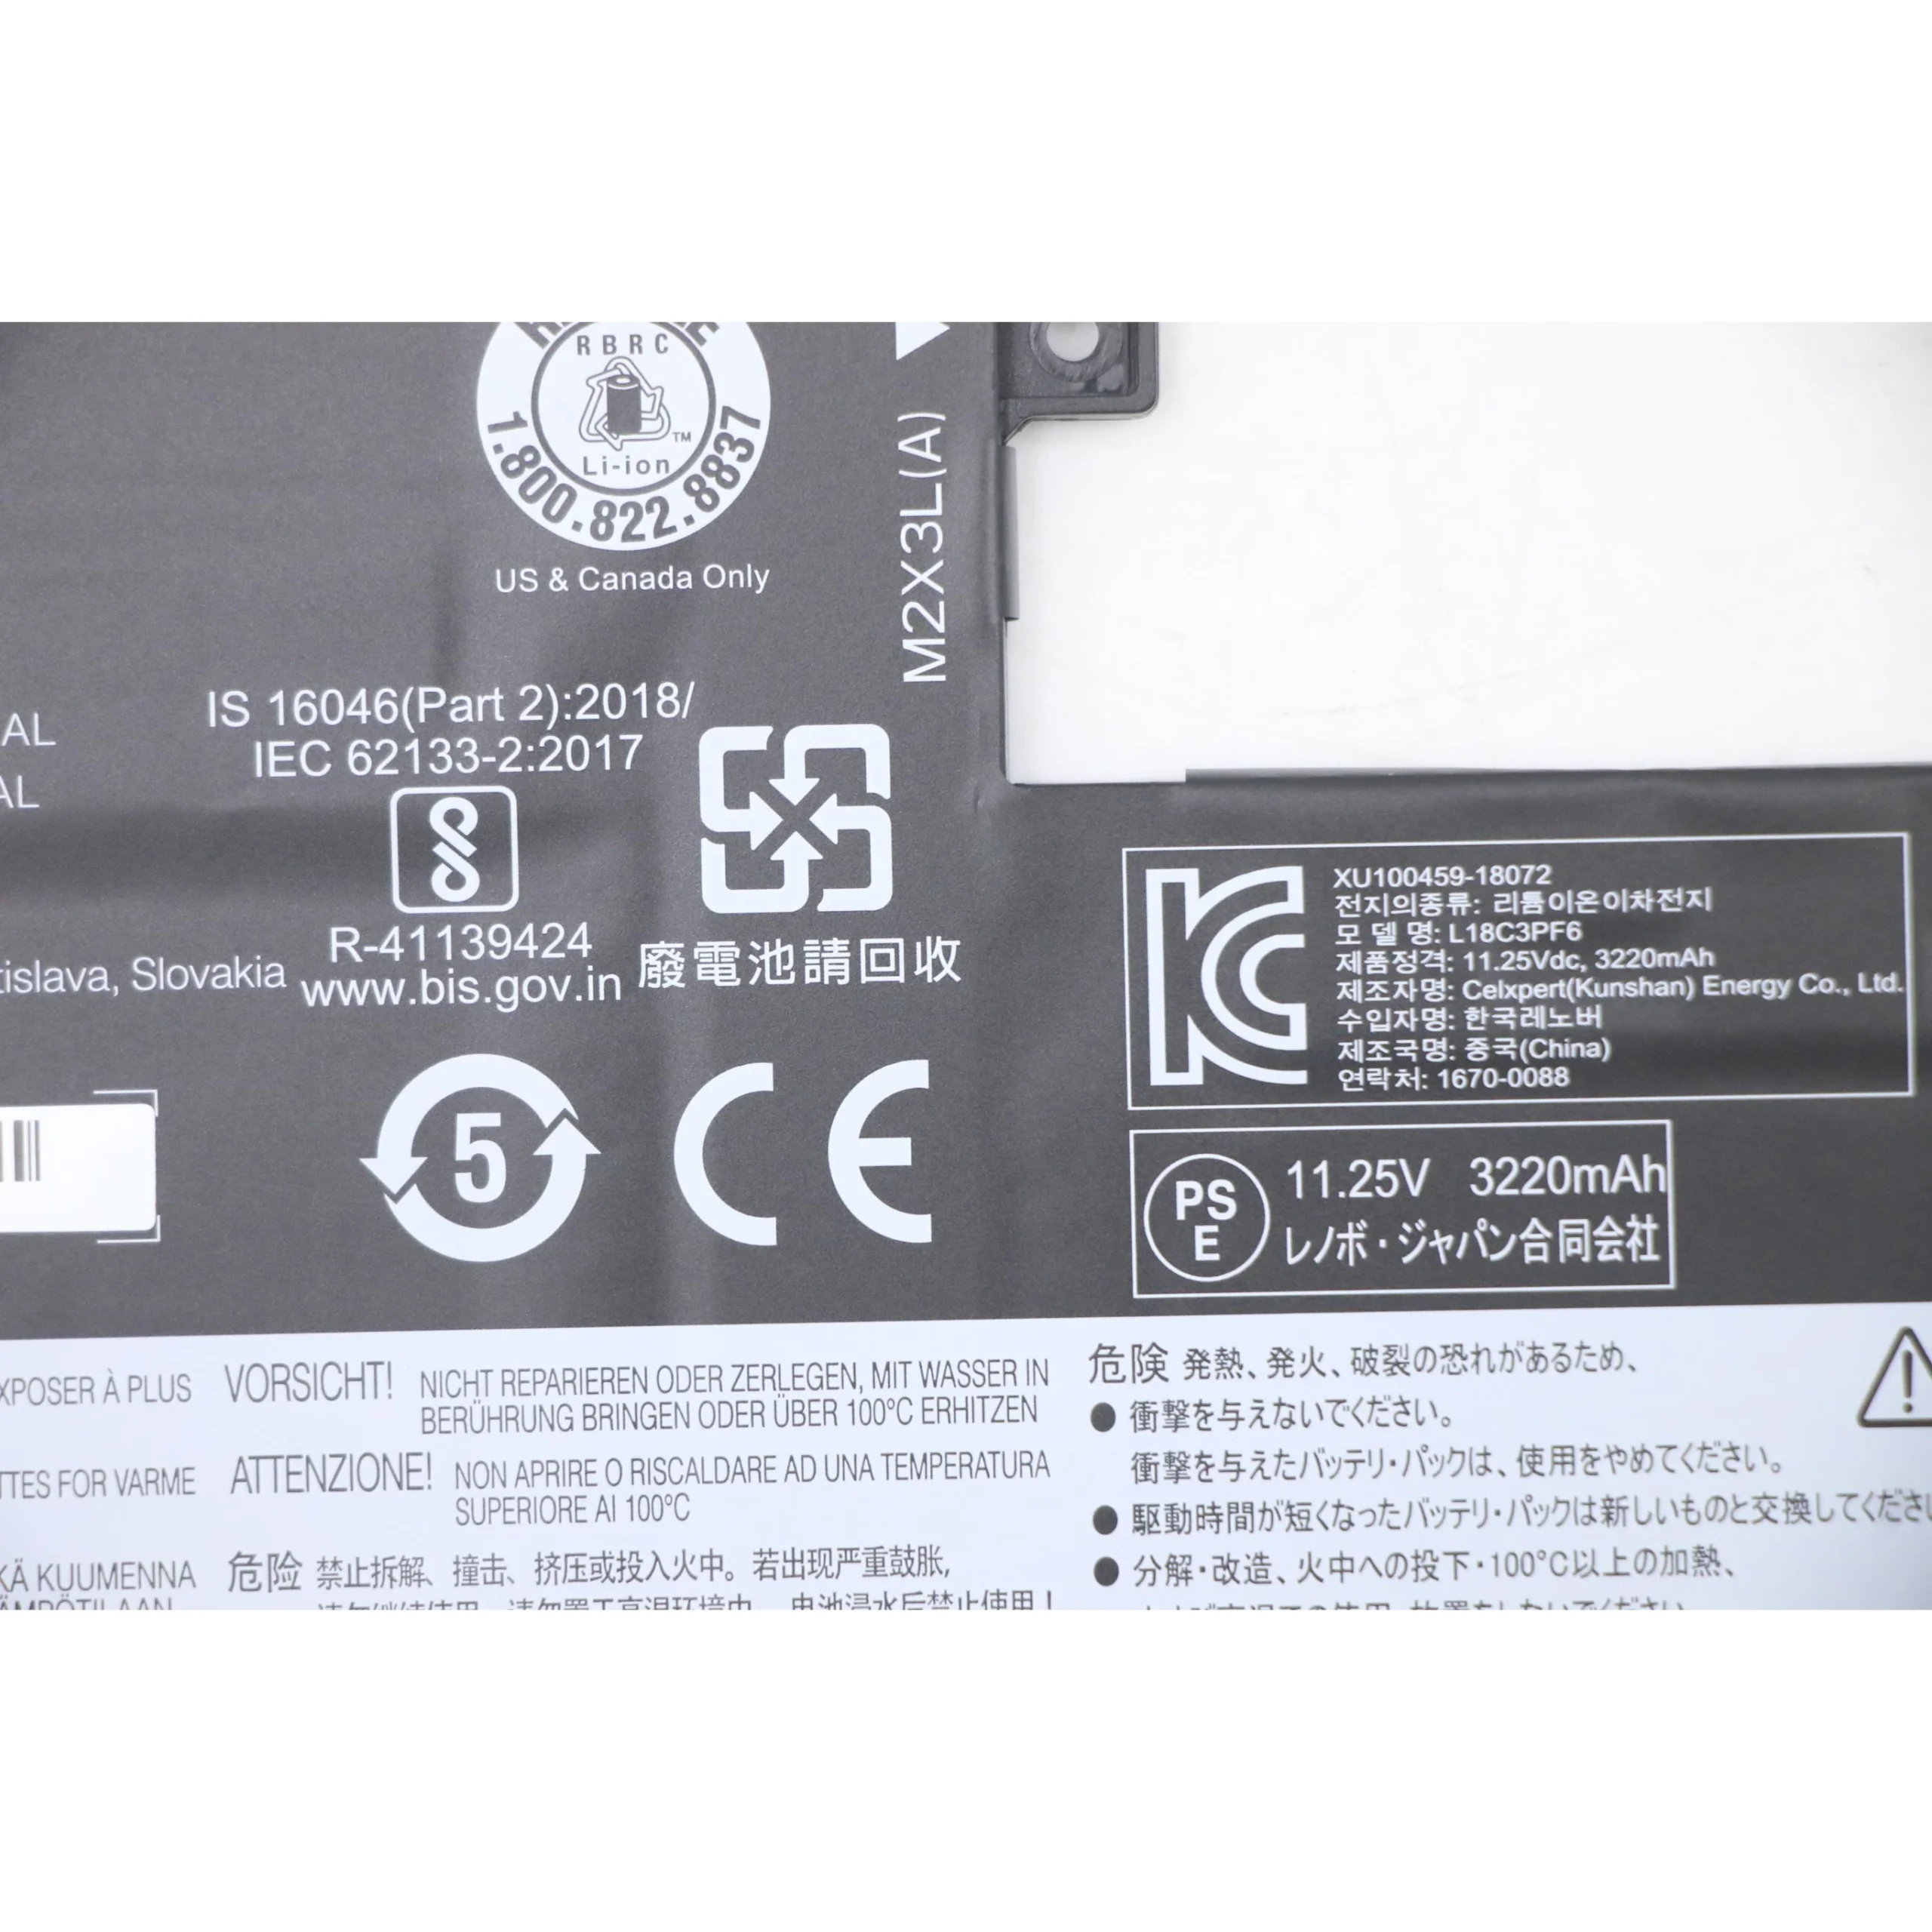 RBRC
Li-ion
TM
1.800.822.8837
US & Canada Only
M2X3L(A)
IS 16046(Part 2):2018/
IEC 62133-2:2017
AL
AL
R-41139424
www.bis.gov.in
tislava, Slovakia
廢電池請回收
5
CE
XU100459-18072
전지의종류: 리튬이온이차전지
모 델 명: L18C3PF6
제품정격: 11.25Vdc, 3220mAh
제조자명: Celxpert(Kunshan) Energy Co., Ltd.
수입자명: 한국레노버
제조국명: 중국(China)
연락처: 1670-0088
PS
E
11.25V 3220mAh
レノボ・ジャパン合同会社
XPOSER À PLUS
TTES FOR VARME
KÄ KUUMENNA
VORSICHT! NICHT REPARIEREN ODER ZERLEGEN, MIT WASSER IN
BERÜHRUNG BRINGEN ODER ÜBER 100°C ERHITZEN
ATTENZIONE! NON APRIRE O RISCALDARE AD UNA TEMPERATURA
SUPERIORE AI 100°C
危险 禁止拆解、撞击、挤压或投入火中。若出现严重鼓胀,
危険 発熱、発火、破裂の恐れがあるため、
● 衝撃を与えないでください。
衝撃を与えたバッテリ・パックは、使用をやめてください。
● 駆動時間が短くなったバッテリ・パックは新しいものと交換してくださ
● 分解・改造、火中への投下・100°C以上の加熱、